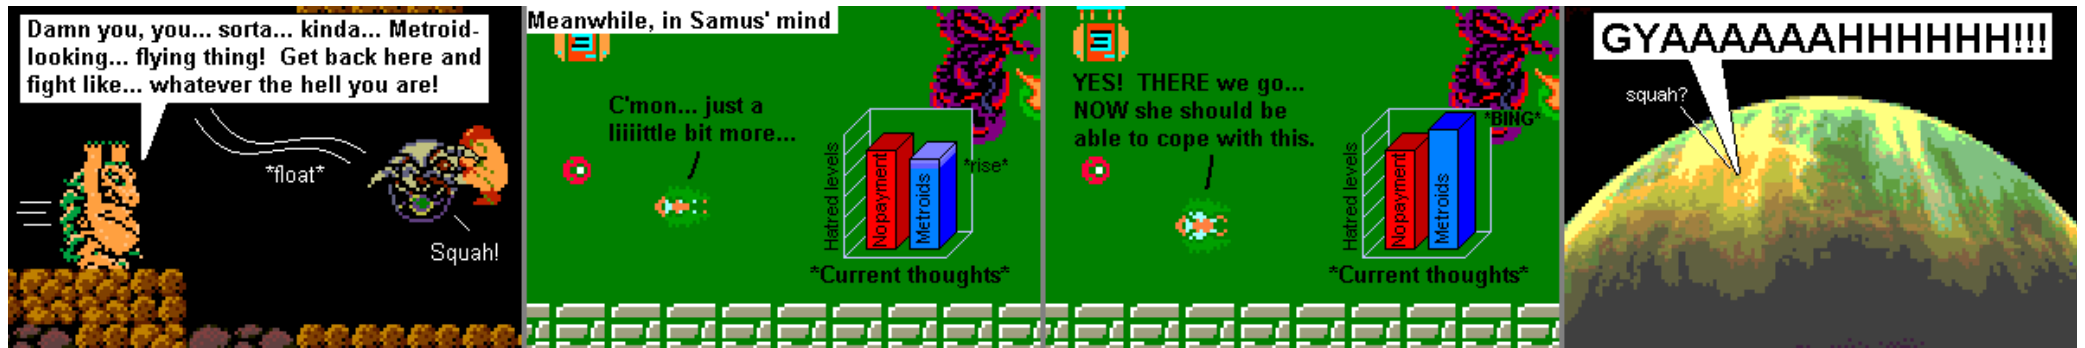 Damn you, you... sorta... kinda... Metroid-
looking... flying thing!  Get back here and
fight like... whatever the hell you are!
*float*
Squah!
Meanwhile, in Samus' mind
C'mon... just a
liiiittle bit more...
Hatred levels
Nopayment
Metroids
*rise*
*Current thoughts*
YES!  THERE we go...
NOW she should be
able to cope with this.
Hatred levels
Nopayment
Metroids
*BING*
*Current thoughts*
GYAAAAAAAHHHHHH!!!
squah?